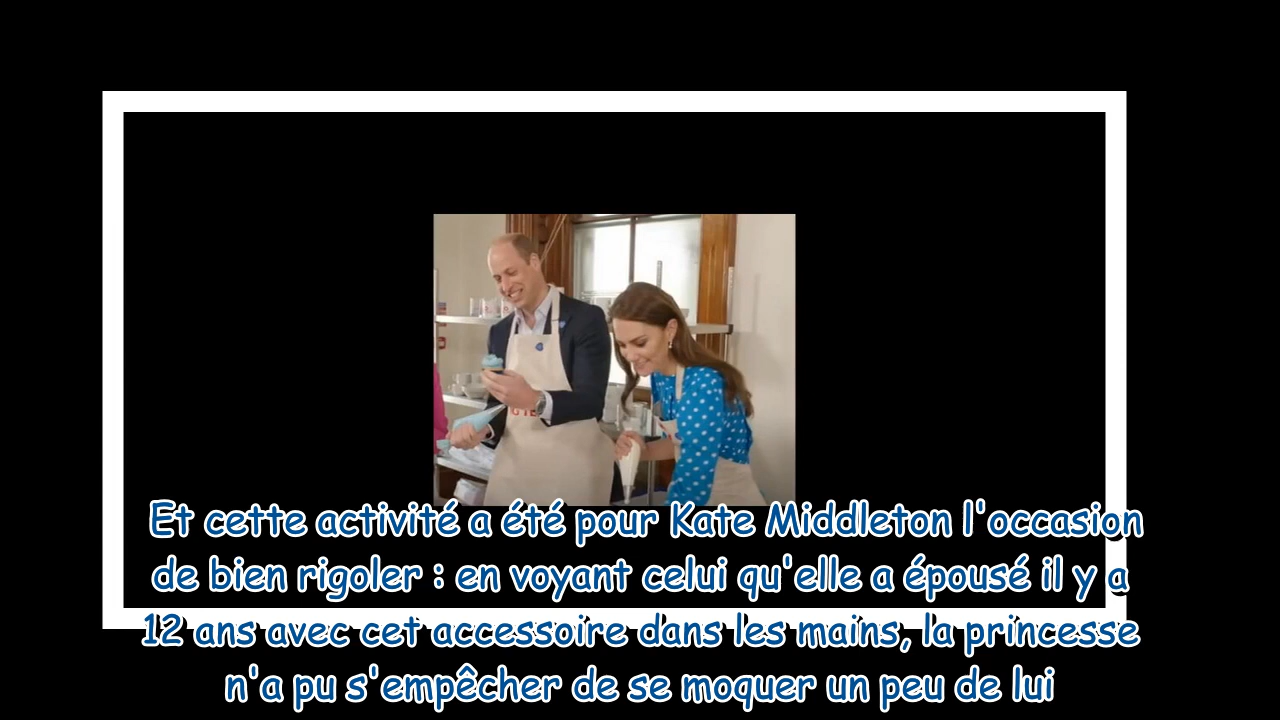 Et cette activité a été pour Kate Middleton l'occasion
de bien rigoler : en voyant celui qu'elle a épousé il y a
12 ans avec cet accessoire dans les mains, la princesse
n'a pu s'empêcher de se moquer un peu de lui